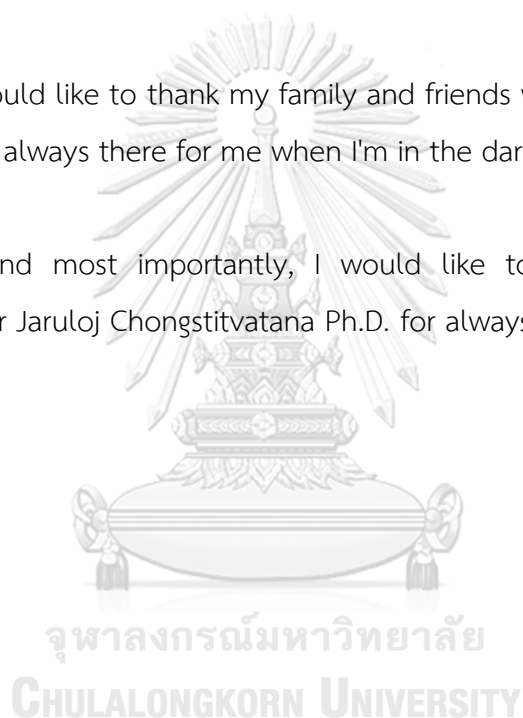 ould like to thank my family and friends
always there for me when I'm in the dar
nd most importantly, I would like to
r Jaruloj Chongstitvatana Ph.D. for always
จุฬาลงกรณ์มหาวิทยาลัย
CHULALONGKORN UNIVERSITY